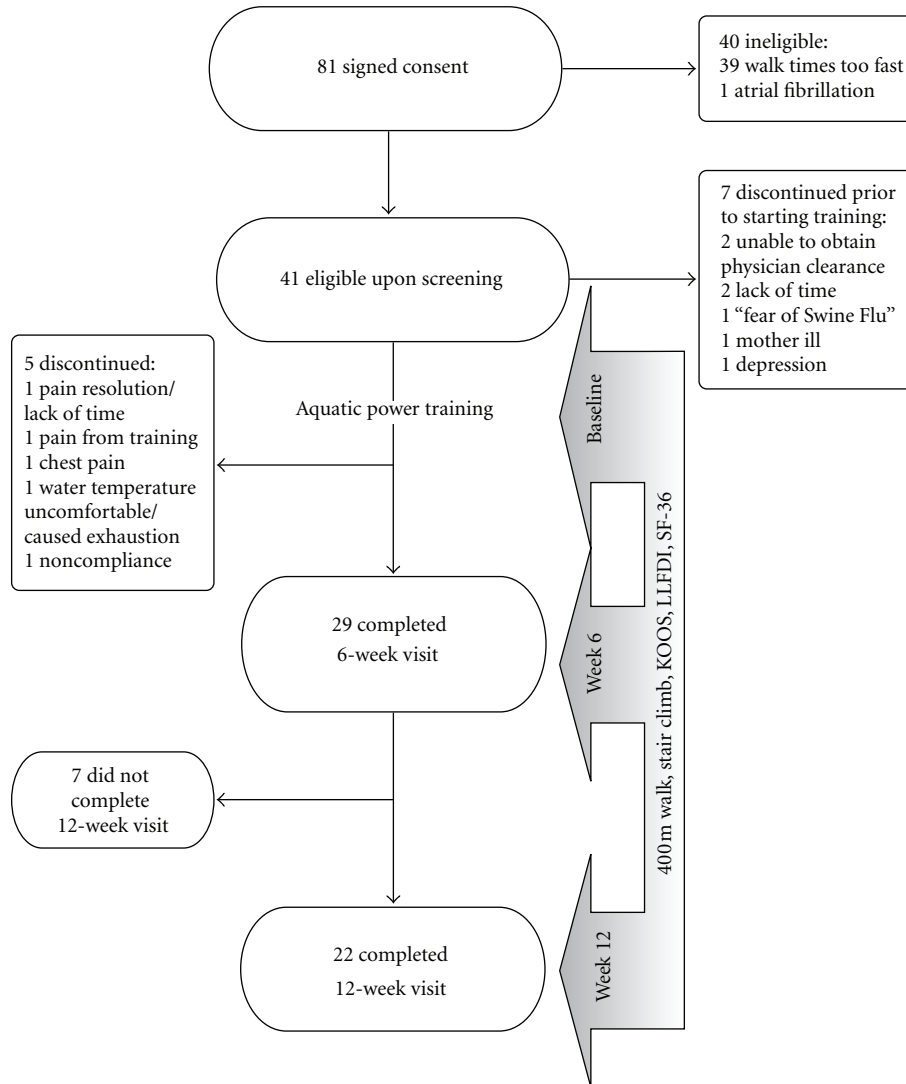 81 signed consent
40 ineligible:
39 walk times too fast
1 atrial fibrillation
41 eligible upon screening
7 discontinued prior
to starting training:
2 unable to obtain
physician clearance
2 lack of time
1 “fear of Swine Flu”
1 mother ill
1 depression
5 discontinued:
1 pain resolution/
lack of time
1 pain from training
1 chest pain
1 water temperature
uncomfortable/
caused exhaustion
1 noncompliance
Aquatic power training
Baseline
29 completed
6-week visit
Week 6
400 m walk, stair climb, KOOS, LLFDI, SF-36
7 did not
complete
12-week visit
22 completed
12-week visit
Week 12